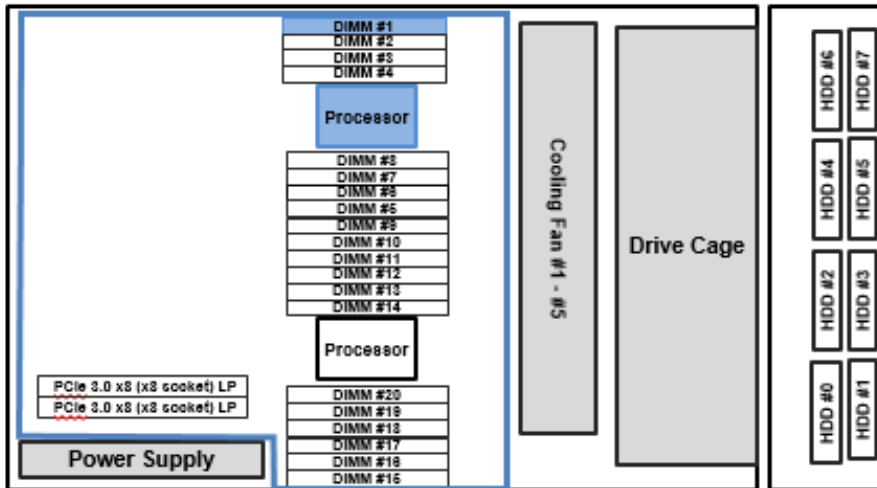 DIMM #1
DIMM #2
DIMM #3
DIMM #4
Processor
DIMM #8
DIMM #7
DIMM #6
DIMM #5
DIMM #9
DIMM #10
DIMM #11
DIMM #12
DIMM #13
DIMM #14
Processor
DIMM #20
DIMM #19
DIMM #18
DIMM #17
DIMM #16
DIMM #15
PCIe 3.0 x8 (x8 socket) LP
PCIe 3.0 x8 (x8 socket) LP
Power Supply
Cooling Fan #1 - #5
Drive Cage
HDD #6
HDD #7
HDD #4
HDD #5
HDD #2
HDD #3
HDD #0
HDD #1